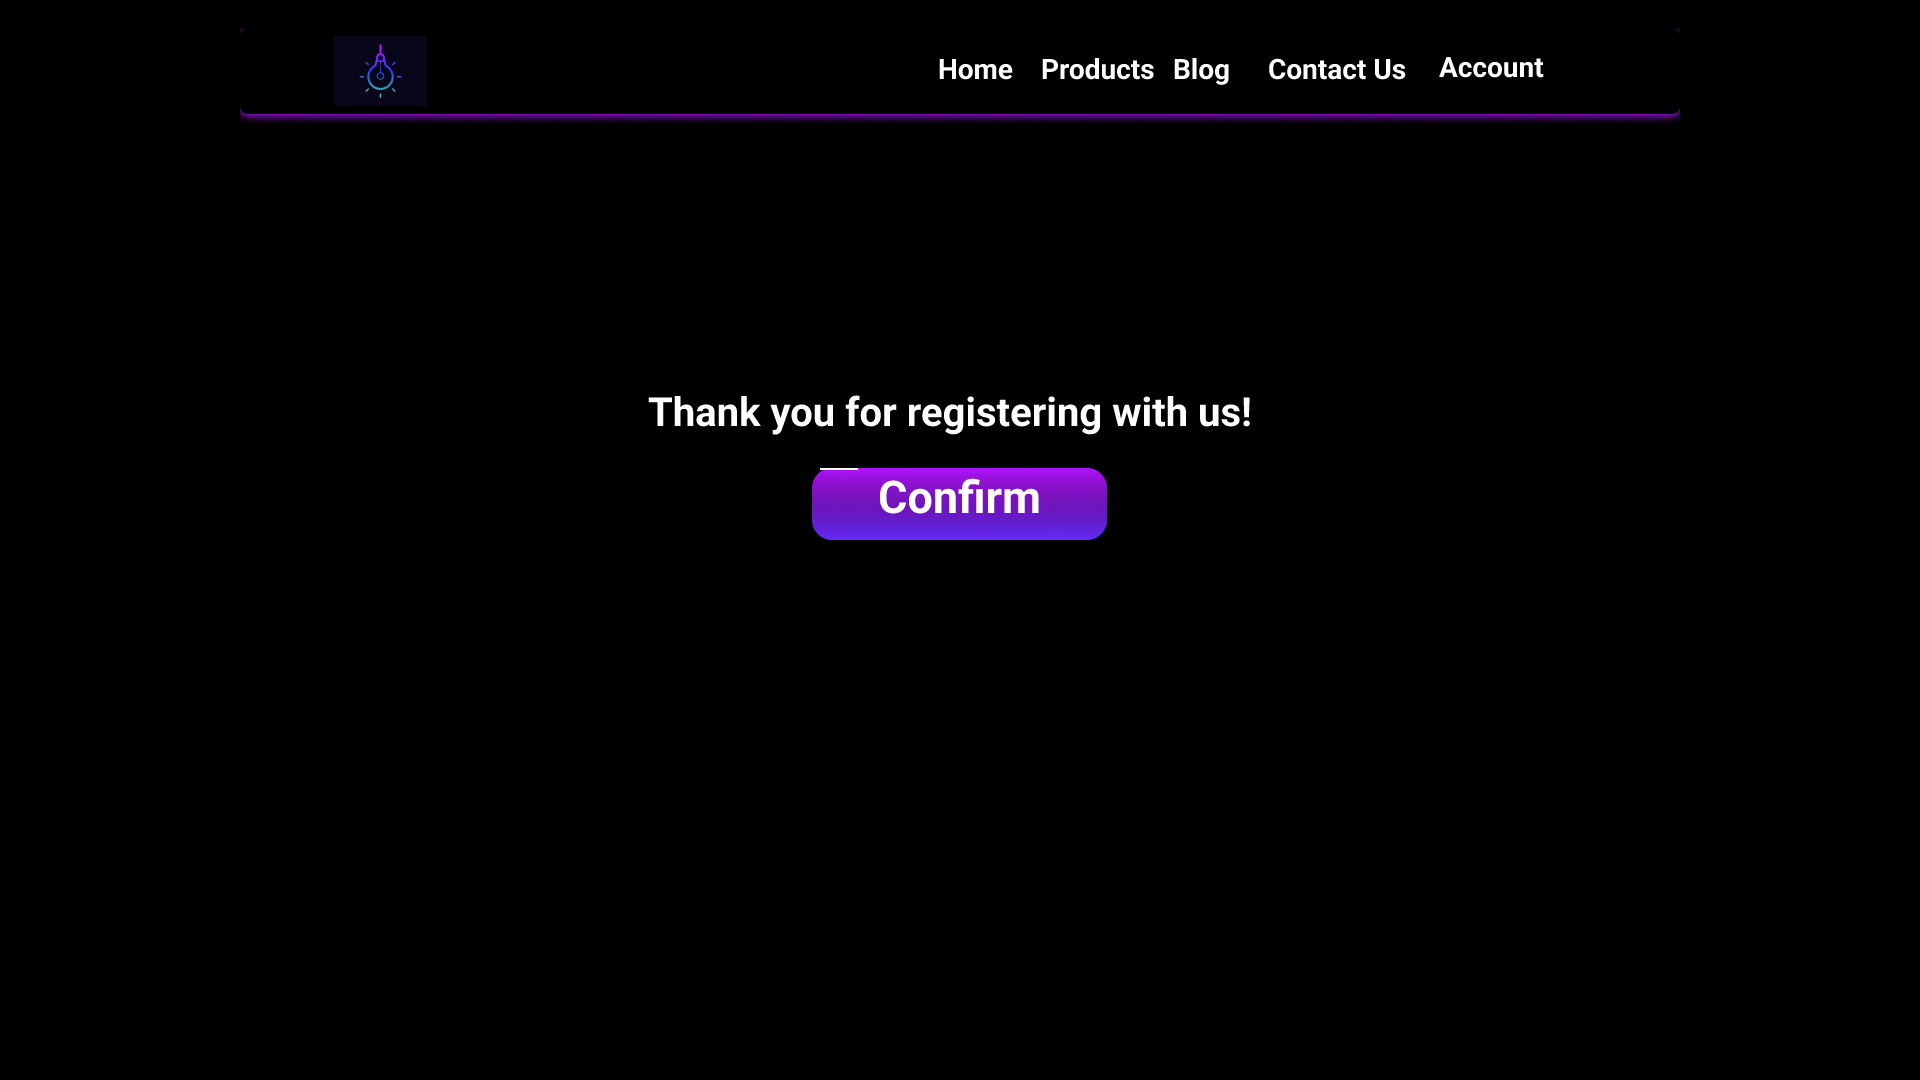 Home Products Blog Contact Us Account
Thank you for registering with us!
Confirm